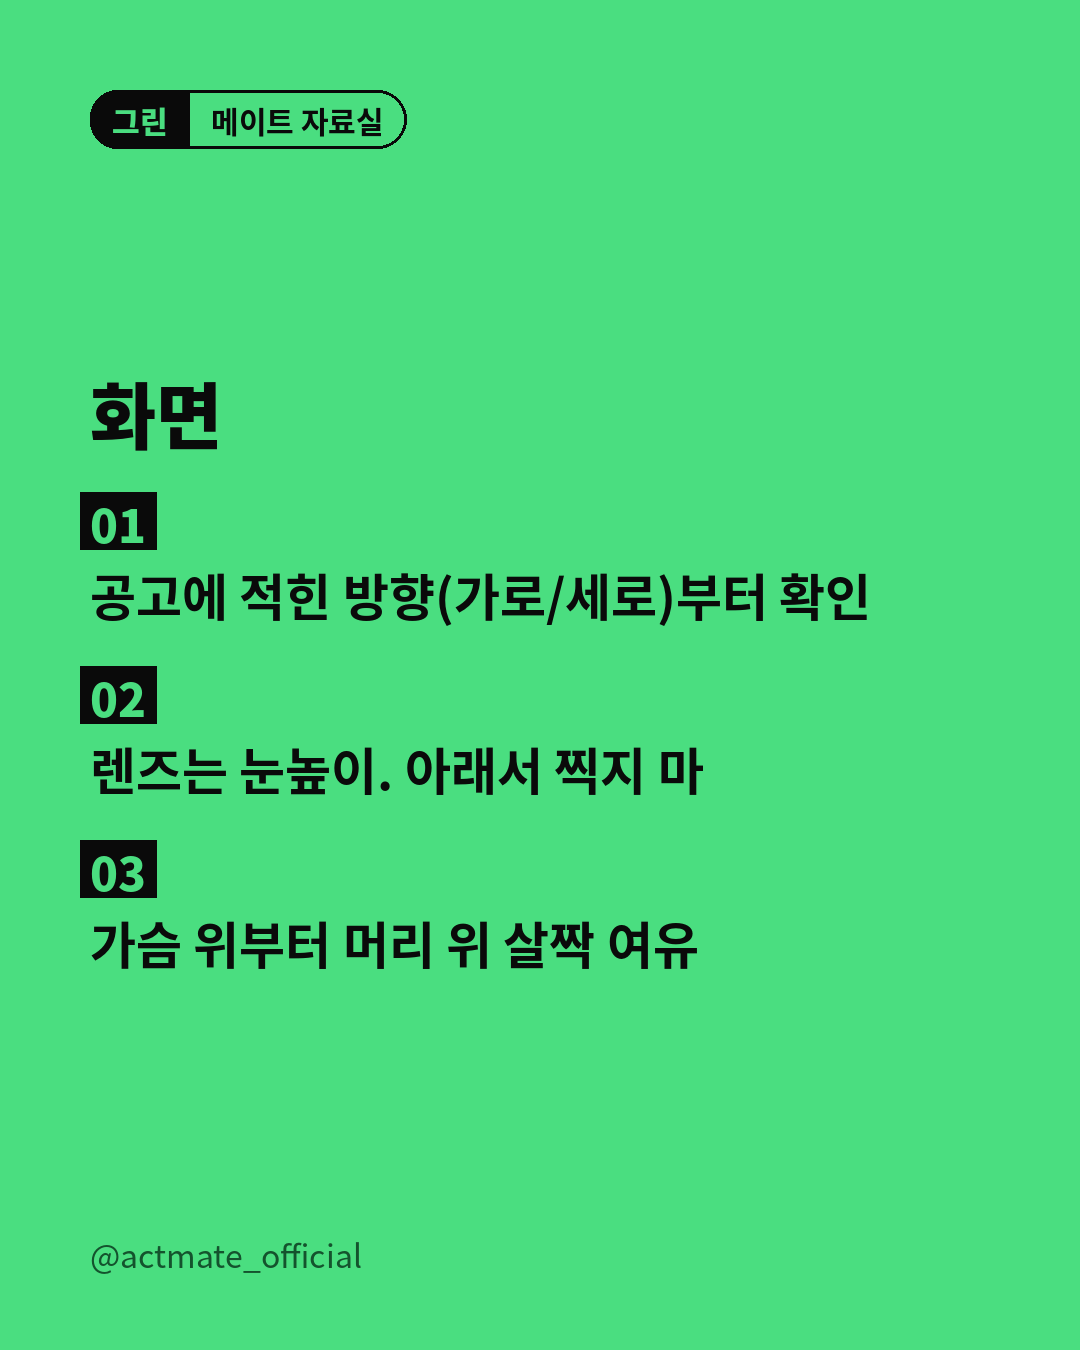 그린 메이트 자료실
화면
01
공고에 적힌 방향(가로/세로)부터 확인
02
렌즈는 눈높이. 아래서 찍지 마
03
가슴 위부터 머리 위 살짝 여유
@actmate_official